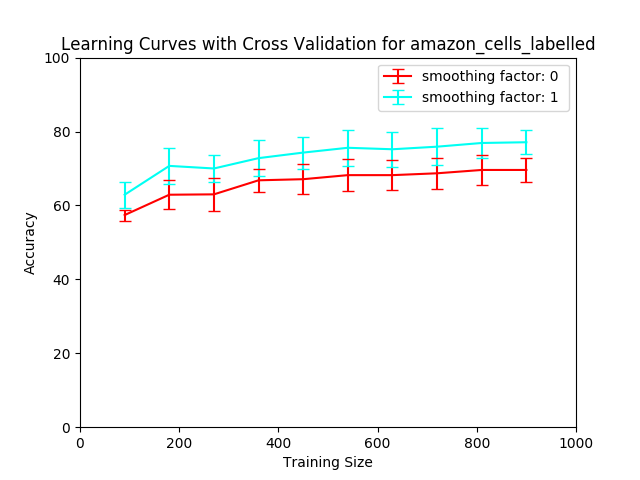 Learning Curves with Cross Validation for amazon_cells_labelled
smoothing factor: 0
smoothing factor: 1
100
80
60
40
20
0
Accuracy
0 200 400 600 800 1000
Training Size